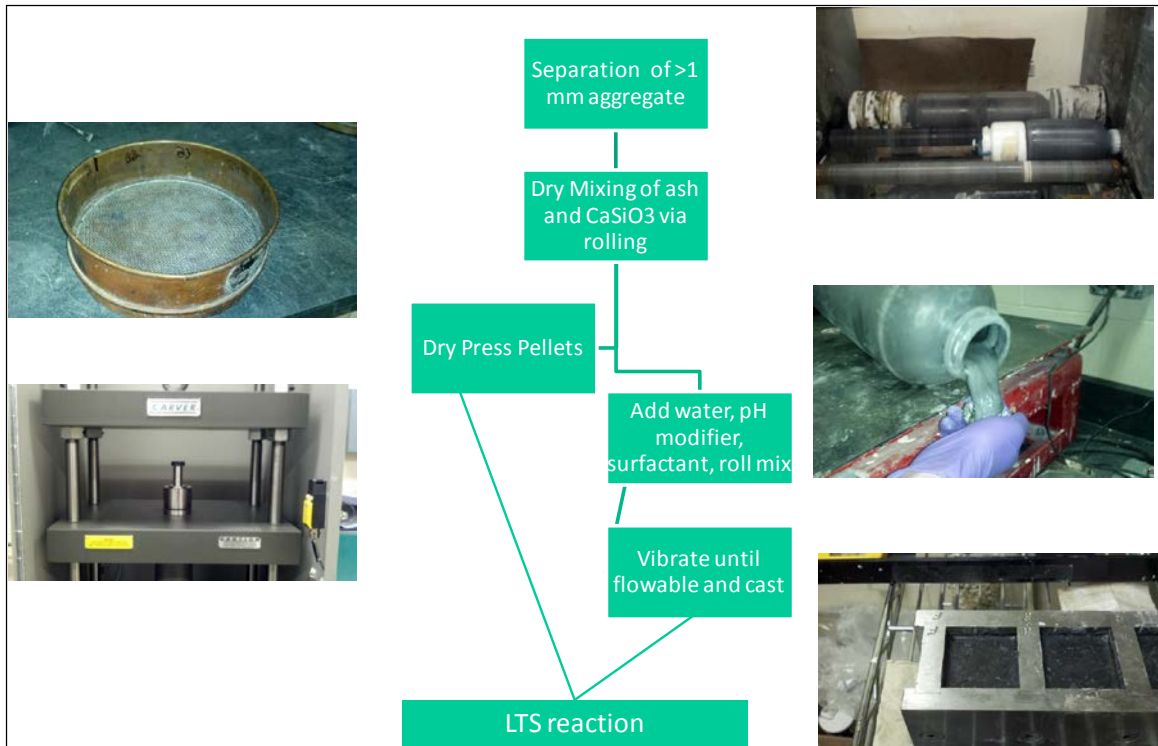 Separation of >1
mm aggregate
Dry Mixing of ash
and CaSiO3 via
rolling
Dry Press Pellets
Add water, pH
modifier,
surfactant, roll mix
Vibrate until
flowable and cast
LTS reaction
CARVER